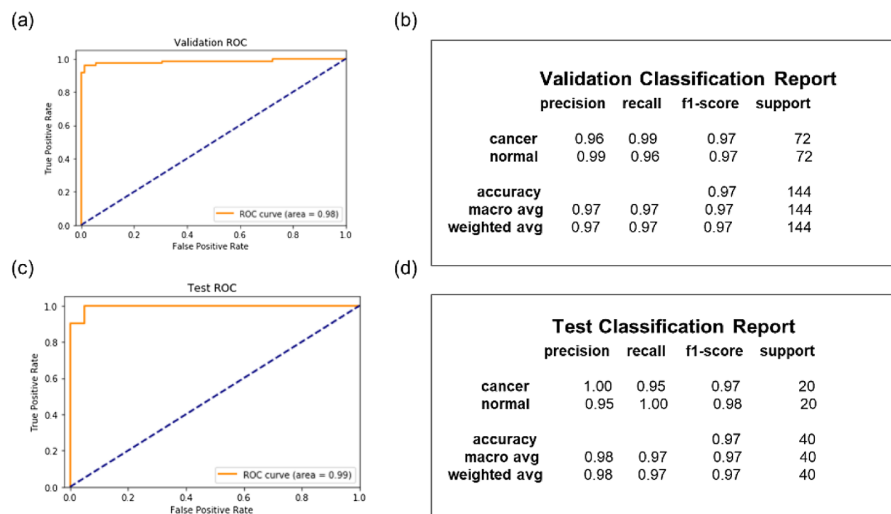 (a)
Validation ROC
1.0
0.8
0.6
0.4
0.2
0.0
True Positive Rate
0.0 0.2 0.4 0.6 0.8 1.0
False Positive Rate
ROC curve (area = 0.98)
(b)
Validation Classification Report
precision recall f1-score support
cancer 0.96 0.99 0.97 72
normal 0.99 0.96 0.97 72
accuracy 0.97 144
macro avg 0.97 0.97 0.97 144
weighted avg 0.97 0.97 0.97 144
(c)
Test ROC
1.0
0.8
0.6
0.4
0.2
0.0
True Positive Rate
0.0 0.2 0.4 0.6 0.8 1.0
False Positive Rate
ROC curve (area = 0.99)
(d)
Test Classification Report
precision recall f1-score support
cancer 1.00 0.95 0.97 20
normal 0.95 1.00 0.98 20
accuracy 0.97 40
macro avg 0.98 0.97 0.97 40
weighted avg 0.98 0.97 0.97 40